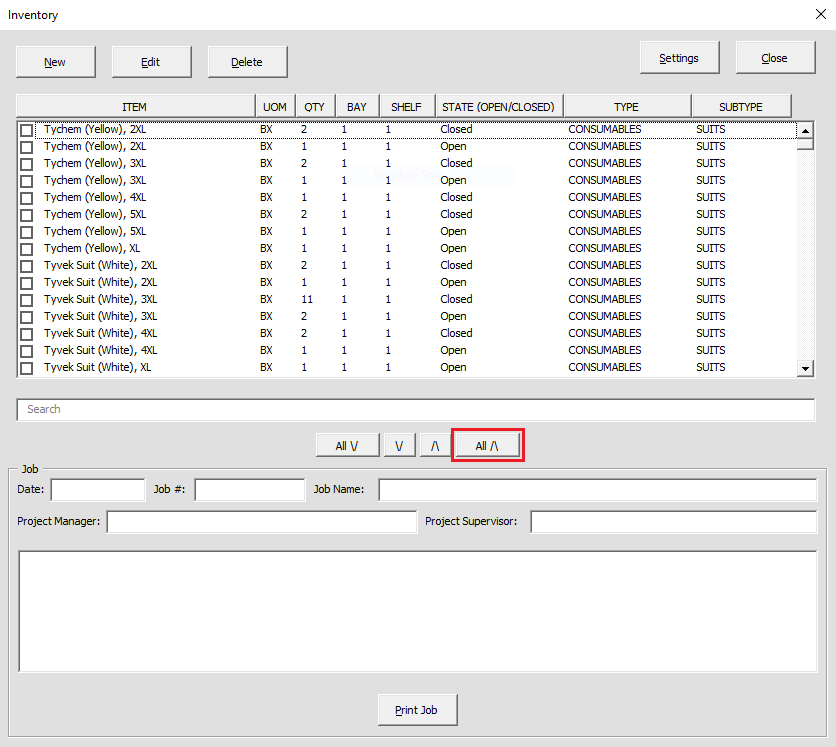 Inventory
New Edit Delete Settings Close
ITEM UOM QTY BAY SHELF STATE (OPEN/CLOSED) TYPE SUBTYPE
Tychem (Yellow), 2XL BX 2 1 1 Closed CONSUMABLES SUITS
Tychem (Yellow), 2XL BX 1 1 1 Open CONSUMABLES SUITS
Tychem (Yellow), 3XL BX 2 1 1 Closed CONSUMABLES SUITS
Tychem (Yellow), 3XL BX 1 1 1 Open CONSUMABLES SUITS
Tychem (Yellow), 4XL BX 1 1 1 Closed CONSUMABLES SUITS
Tychem (Yellow), 5XL BX 2 1 1 Closed CONSUMABLES SUITS
Tychem (Yellow), 5XL BX 1 1 1 Open CONSUMABLES SUITS
Tychem (Yellow), XL BX 1 1 1 Open CONSUMABLES SUITS
Tyvek Suit (White), 2XL BX 2 1 1 Closed CONSUMABLES SUITS
Tyvek Suit (White), 2XL BX 1 1 1 Open CONSUMABLES SUITS
Tyvek Suit (White), 3XL BX 11 1 1 Closed CONSUMABLES SUITS
Tyvek Suit (White), 3XL BX 2 1 1 Open CONSUMABLES SUITS
Tyvek Suit (White), 4XL BX 2 1 1 Closed CONSUMABLES SUITS
Tyvek Suit (White), 4XL BX 1 1 1 Open CONSUMABLES SUITS
Tyvek Suit (White), XL BX 1 1 1 Open CONSUMABLES SUITS
Search
All \/ \/ /\ All /\
Job
Date: Job #: Job Name:
Project Manager: Project Supervisor:
Print Job